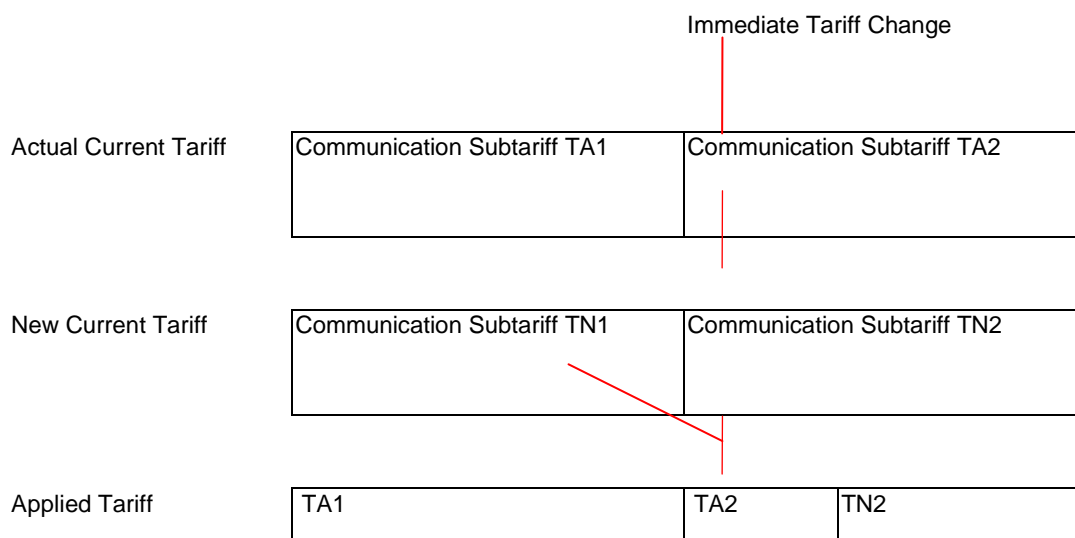 Immediate Tariff Change
Actual Current Tariff
Communication Subtariff TA1
Communication Subtariff TA2
New Current Tariff
Communication Subtariff TN1
Communication Subtariff TN2
Applied Tariff
TA1
TA2
TN2